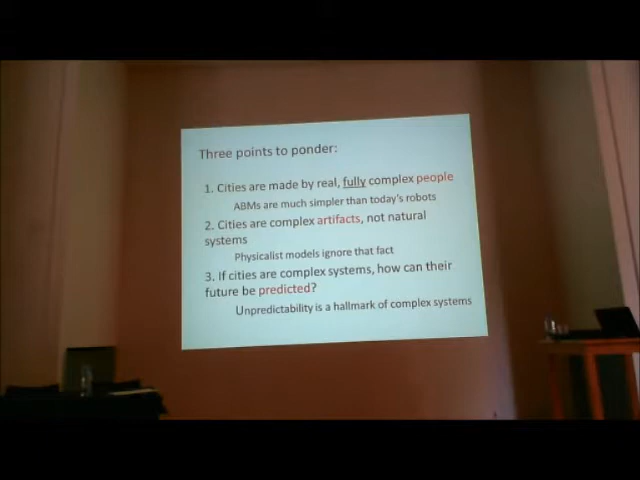 Three points to ponder:
1. Cities are made by real, fully complex people
ABMs are much simpler than today's robots
2. Cities are complex artifacts, not natural
systems
Physicalist models ignore that fact
3. If cities are complex systems, how can their
future be predicted?
Unpredictability is a hallmark of complex systems